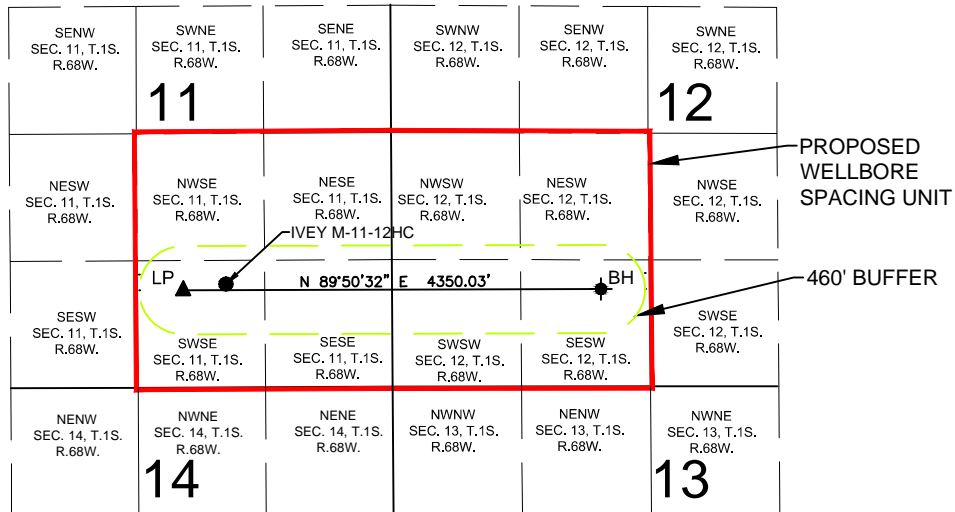 SENW
SEC. 11, T.1S.
R.68W.
SWNE
SEC. 11, T.1S.
R.68W.
SENE
SEC. 11, T.1S.
R.68W.
SWNW
SEC. 12, T.1S.
R.68W.
SENW
SEC. 12, T.1S.
R.68W.
SWNE
SEC. 12, T.1S.
R.68W.
11
12
PROPOSED
WELLBORE
SPACING UNIT
NESW
SEC. 11, T.1S.
R.68W.
NWSE
SEC. 11, T.1S.
R.68W.
NESE
SEC. 11, T.1S.
R.68W.
NWSW
SEC. 12, T.1S.
R.68W.
NESW
SEC. 12, T.1S.
R.68W.
NWSE
SEC. 12, T.1S.
R.68W.
IVEY M-11-12HC
LP
N 89°50'32" E 4350.03'
BH
460' BUFFER
SESW
SEC. 11, T.1S.
R.68W.
SWSE
SEC. 11, T.1S.
R.68W.
SESE
SEC. 11, T.1S.
R.68W.
SWSW
SEC. 12, T.1S.
R.68W.
SESW
SEC. 12, T.1S.
R.68W.
SWSE
SEC. 12, T.1S.
R.68W.
NENW
SEC. 14, T.1S.
R.68W.
NWNE
SEC. 14, T.1S.
R.68W.
NENE
SEC. 14, T.1S.
R.68W.
NWNW
SEC. 13, T.1S.
R.68W.
NENW
SEC. 13, T.1S.
R.68W.
NWNE
SEC. 13, T.1S.
R.68W.
14
13